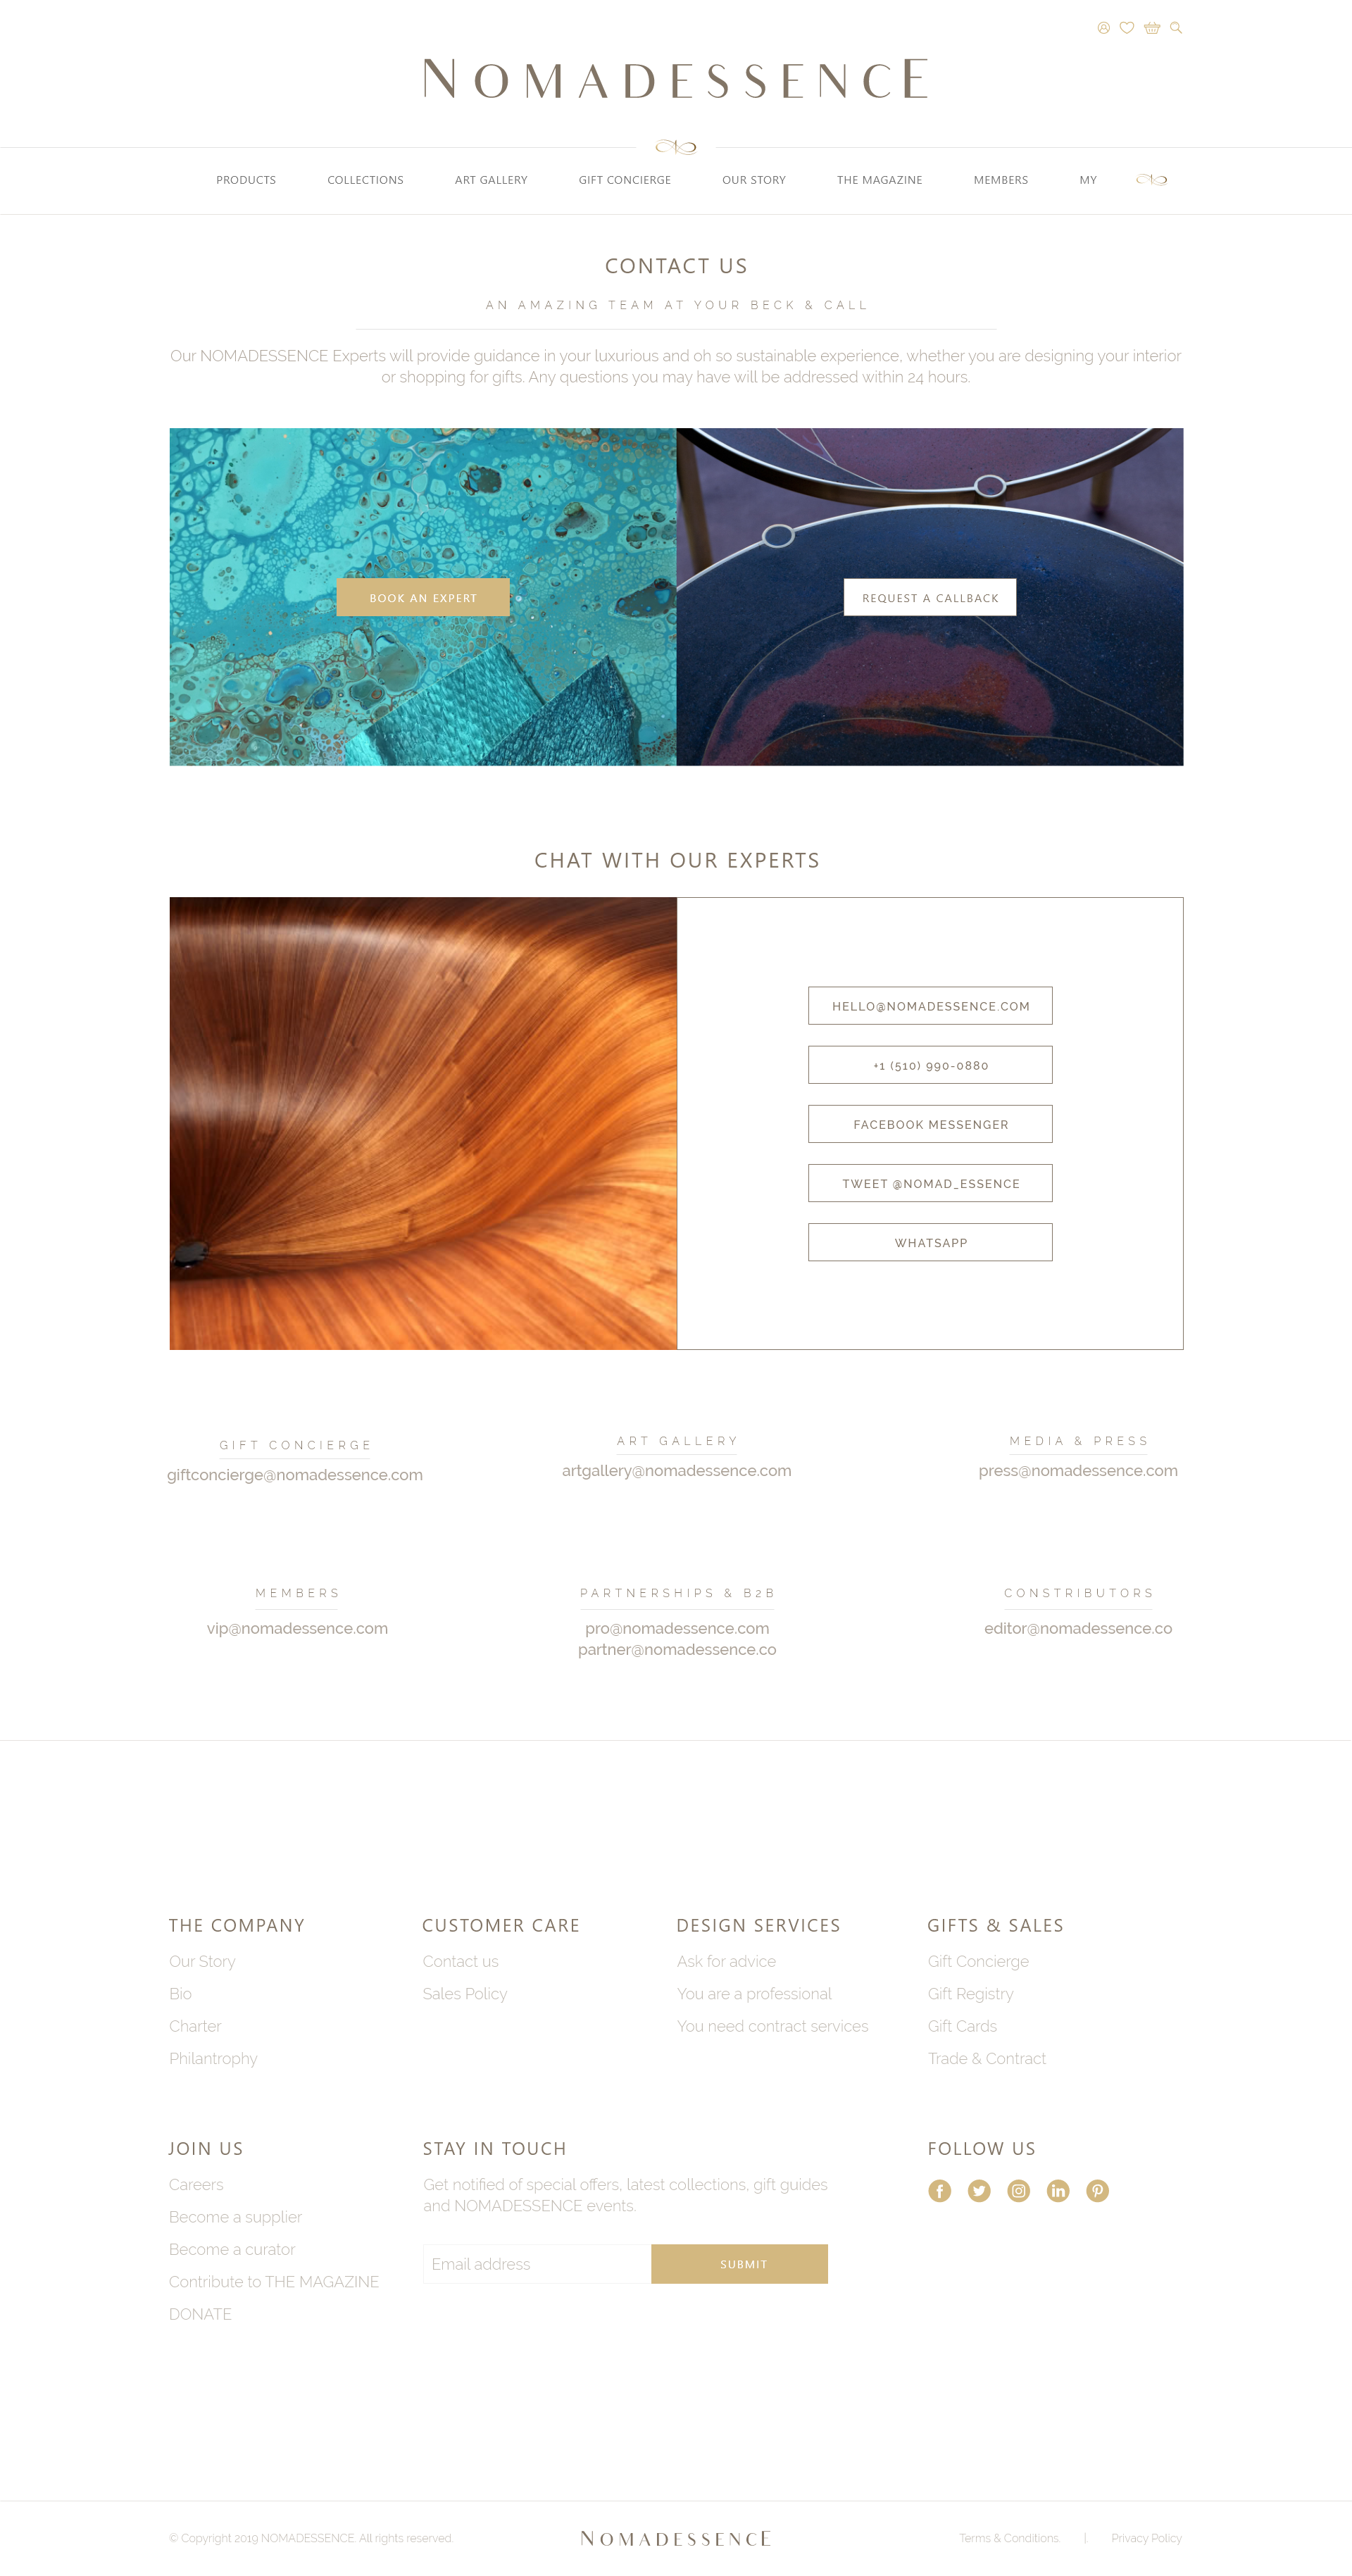 NOMADESSENCE
PRODUCTS COLLECTIONS ART GALLERY GIFT CONCIERGE OUR STORY THE MAGAZINE MEMBERS MY
CONTACT US
AN AMAZING TEAM AT YOUR BECK & CALL
Our NOMADESSENCE Experts will provide guidance in your luxurious and oh so sustainable experience, whether you are designing your interior
or shopping for gifts. Any questions you may have will be addressed within 24 hours.
BOOK AN EXPERT
REQUEST A CALLBACK
CHAT WITH OUR EXPERTS
HELLO@NOMADESSENCE.COM
+1 (510) 990-0880
FACEBOOK MESSENGER
TWEET @NOMAD_ESSENCE
WHATSAPP
GIFT CONCIERGE
giftconcierge@nomadessence.com
ART GALLERY
artgallery@nomadessence.com
MEDIA & PRESS
press@nomadessence.com
MEMBERS
vip@nomadessence.com
PARTNERSHIPS & B2B
pro@nomadessence.com
partner@nomadessence.co
CONSTRIBUTORS
editor@nomadessence.co
THE COMPANY
Our Story
Bio
Charter
Philantrophy
CUSTOMER CARE
Contact us
Sales Policy
DESIGN SERVICES
Ask for advice
You are a professional
You need contract services
GIFTS & SALES
Gift Concierge
Gift Registry
Gift Cards
Trade & Contract
JOIN US
Careers
Become a supplier
Become a curator
Contribute to THE MAGAZINE
DONATE
STAY IN TOUCH
Get notified of special offers, latest collections, gift guides
and NOMADESSENCE events.
Email address
SUBMIT
FOLLOW US
© Copyright 2019 NOMADESSENCE. All rights reserved.
NOMADESSENCE
Terms & Conditions | Privacy Policy